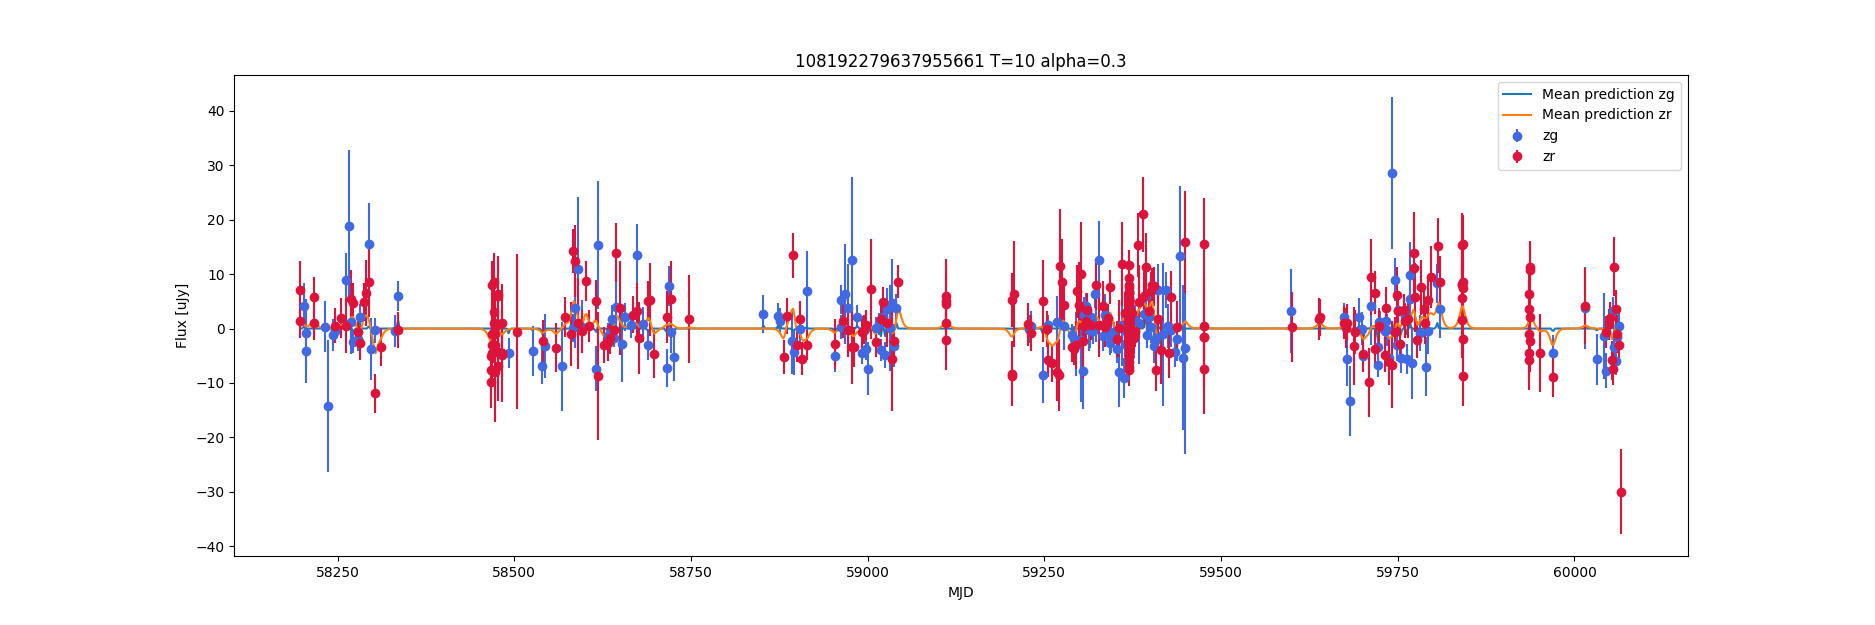 108192279637955661 T=10 alpha=0.3
Mean prediction zg
Mean prediction zr
zg
zr
Flux [uJy]
40
30
20
10
0
−10
−20
−30
−40
58250 58500 58750 59000 59250 59500 59750 60000
MJD